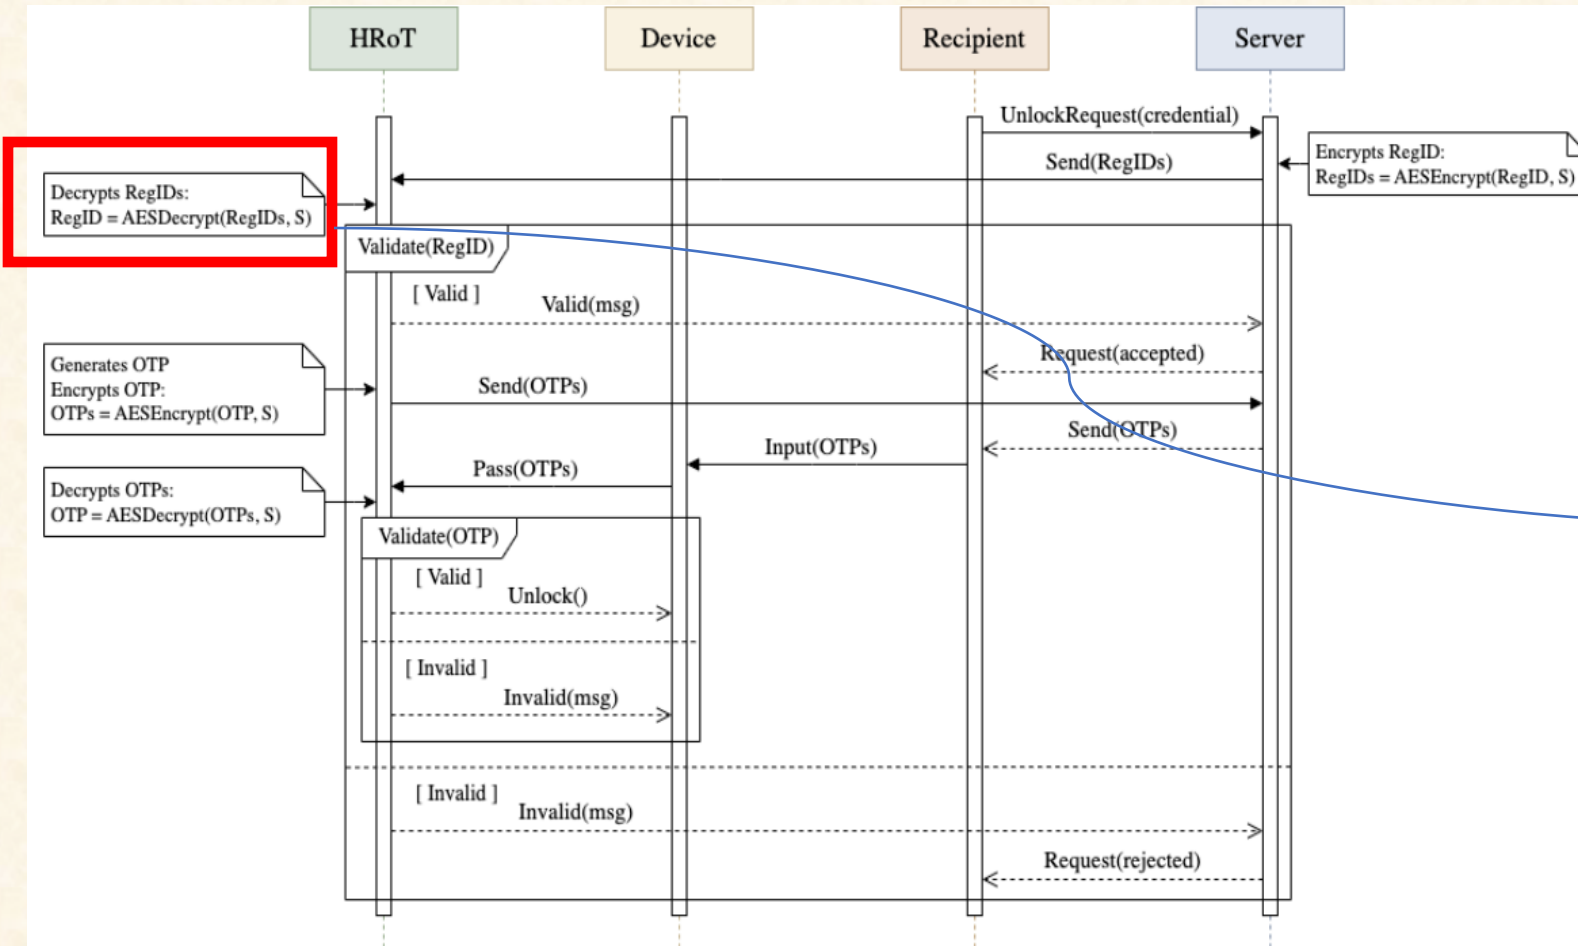 HRoT
Device
Recipient
Server
UnlockRequest(credential)
Encrypts RegID:
RegIDs = AESEncrypt(RegID, S)
Send(RegIDs)
Decrypts RegIDs:
RegID = AESDecrypt(RegIDs, S)
Validate(RegID)
[ Valid ]
Valid(msg)
Request(accepted)
Generates OTP
Encrypts OTP:
OTPs = AESEncrypt(OTP, S)
Send(OTPs)
Send(OTPs)
Input(OTPs)
Pass(OTPs)
Decrypts OTPs:
OTP = AESDecrypt(OTPs, S)
Validate(OTP)
[ Valid ]
Unlock()
[ Invalid ]
Invalid(msg)
[ Invalid ]
Invalid(msg)
Request(rejected)